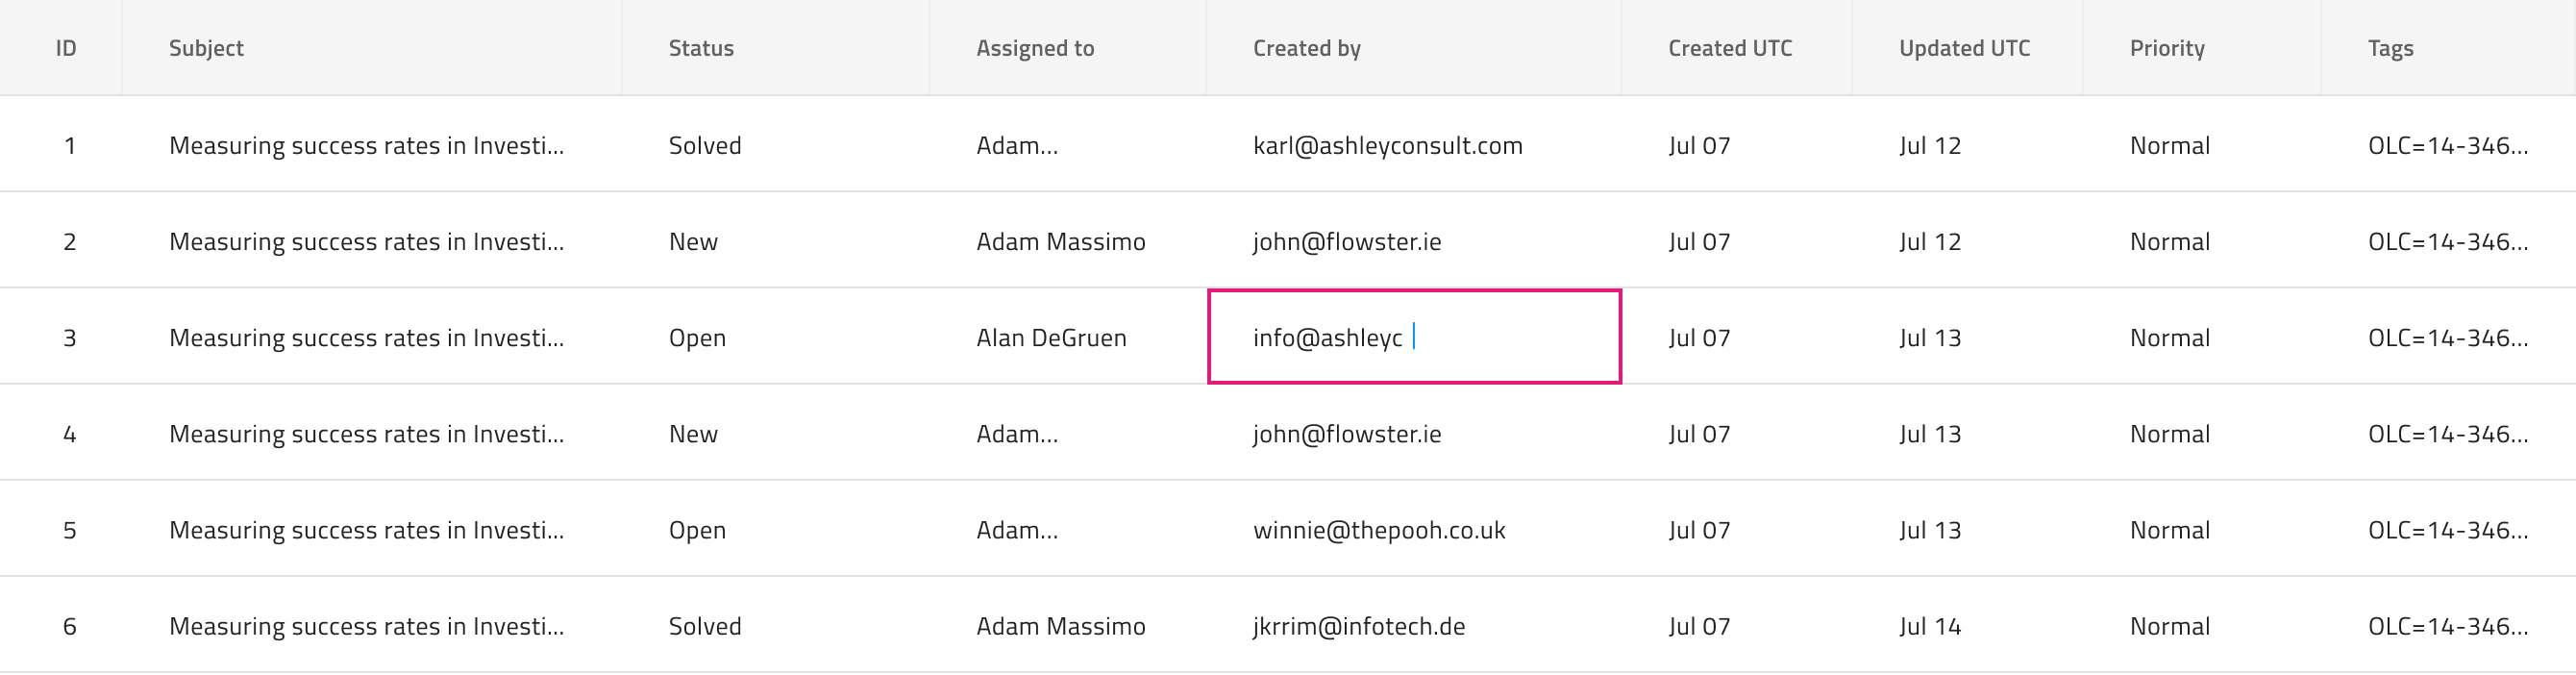 ID Subject Status Assigned to Created by Created UTC Updated UTC Priority Tags
1 Measuring success rates in Investi... Solved Adam... karl@ashleyconsult.com Jul 07 Jul 12 Normal OLC=14-346...
2 Measuring success rates in Investi... New Adam Massimo john@flowster.ie Jul 07 Jul 12 Normal OLC=14-346...
3 Measuring success rates in Investi... Open Alan DeGruen info@ashleyc Jul 07 Jul 13 Normal OLC=14-346...
4 Measuring success rates in Investi... New Adam... john@flowster.ie Jul 07 Jul 13 Normal OLC=14-346...
5 Measuring success rates in Investi... Open Adam... winnie@thepooh.co.uk Jul 07 Jul 13 Normal OLC=14-346...
6 Measuring success rates in Investi... Solved Adam Massimo jkrrim@infotech.de Jul 07 Jul 14 Normal OLC=14-346...